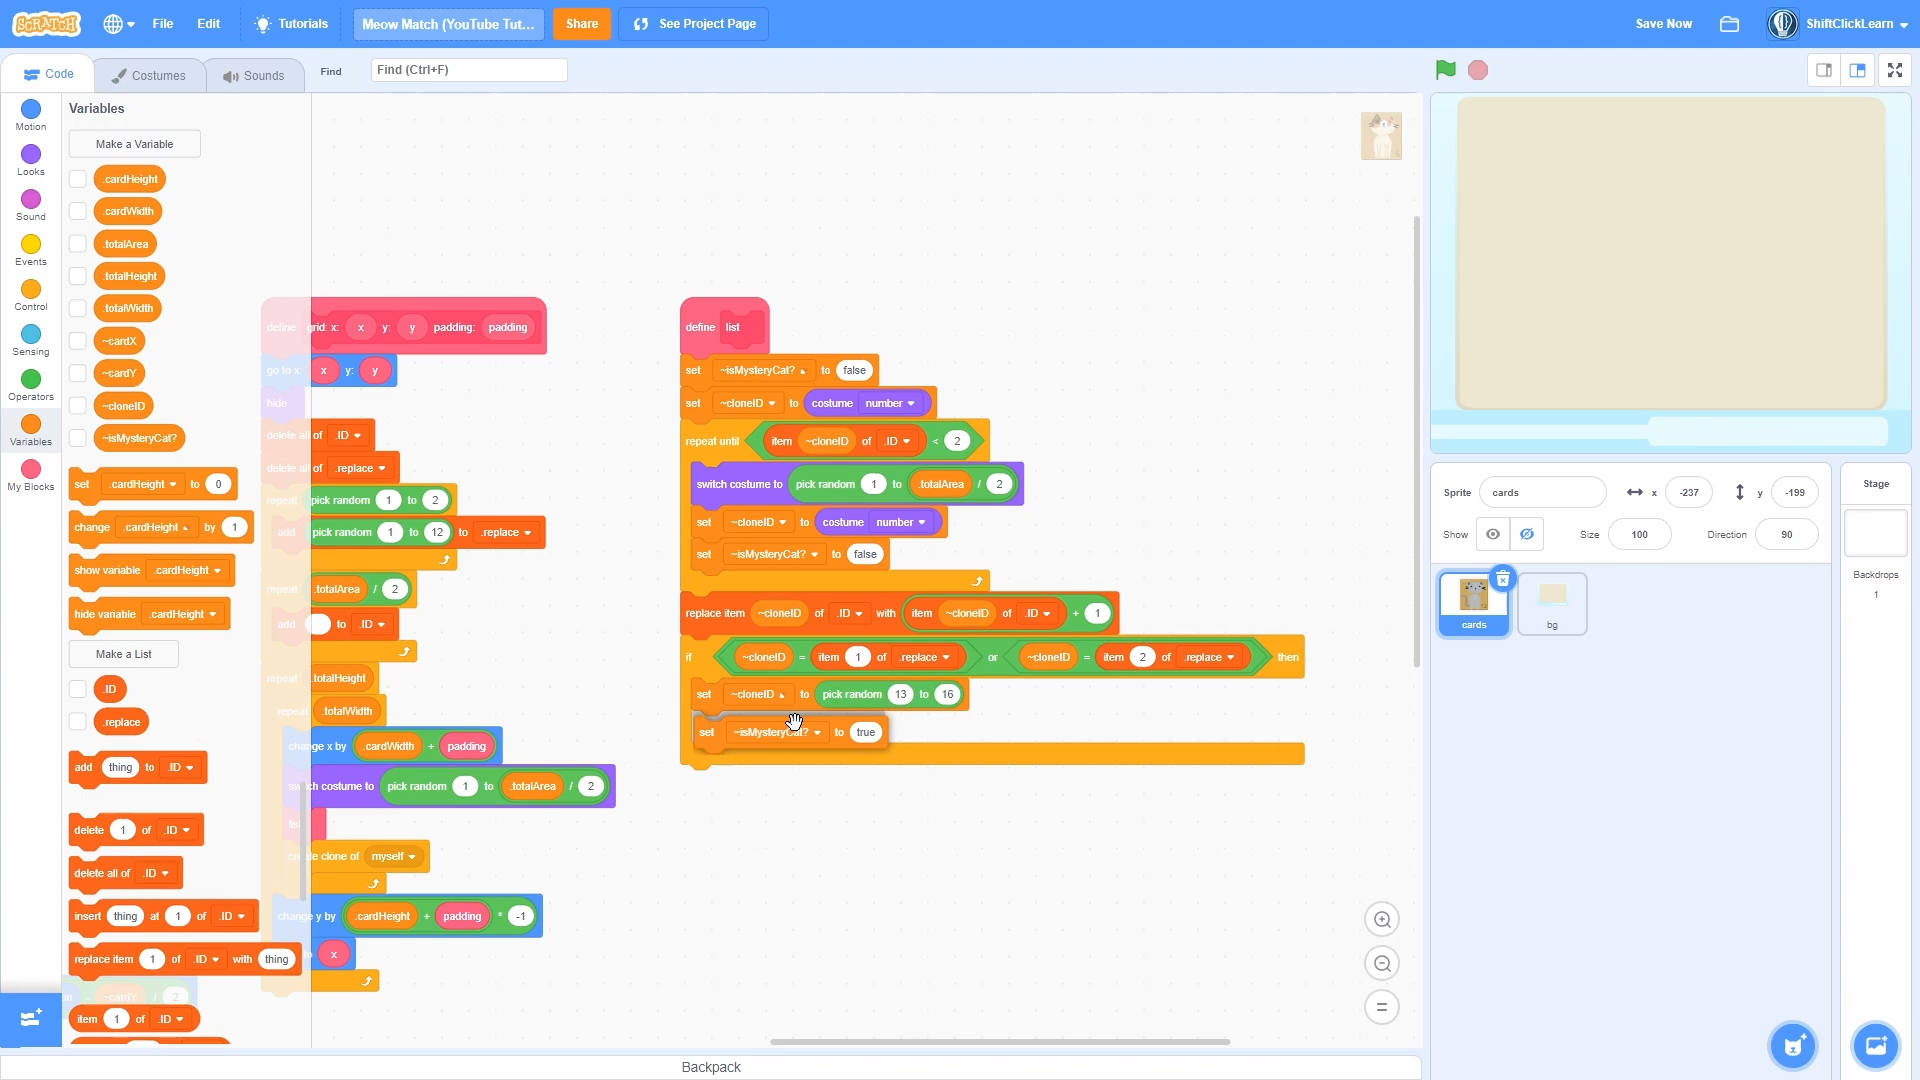 SCRATCH
File
Edit
Tutorials
Meow Match (YouTube Tut...
Share
See Project Page
Save Now
ShiftClickLearn
Code
Costumes
Sounds
Find
Find (Ctrl+F)
Motion
Looks
Sound
Events
Control
Sensing
Operators
Variables
My Blocks
Variables
Make a Variable
.cardHeight
.cardWidth
.totalArea
.totalHeight
.totalWidth
~cardX
~cardY
~cloneID
~isMysteryCat?
set .cardHeight to 0
change .cardHeight by 1
show variable .cardHeight
hide variable .cardHeight
Make a List
.ID
.replace
add thing to .ID
delete 1 of .ID
delete all of .ID
insert thing at 1 of .ID
replace item 1 of .ID with thing
item 1 of .ID
define grid: x: x y: y padding: padding
go to x: x y: y
hide
delete all of .ID
delete all of .replace
repeat pick random 1 to 2
add pick random 1 to 12 to .replace
repeat .totalArea / 2
add to .ID
repeat .totalHeight
repeat .totalWidth
change x by .cardWidth + padding
switch costume to pick random 1 to .totalArea / 2
list
create clone of myself
change y by .cardHeight + padding * -1
x
~cardY / 2
define list
set ~isMysteryCat? to false
set ~cloneID to costume number
repeat until item ~cloneID of .ID < 2
switch costume to pick random 1 to .totalArea / 2
set ~cloneID to costume number
set ~isMysteryCat? to false
replace item ~cloneID of .ID with item ~cloneID of .ID + 1
if ~cloneID = item 1 of .replace or ~cloneID = item 2 of .replace then
set ~cloneID to pick random 13 to 16
set ~isMysteryCat? to true
Backpack
Sprite cards x -237 y -199
Show Size 100 Direction 90
cards
bg
Stage
Backdrops
1